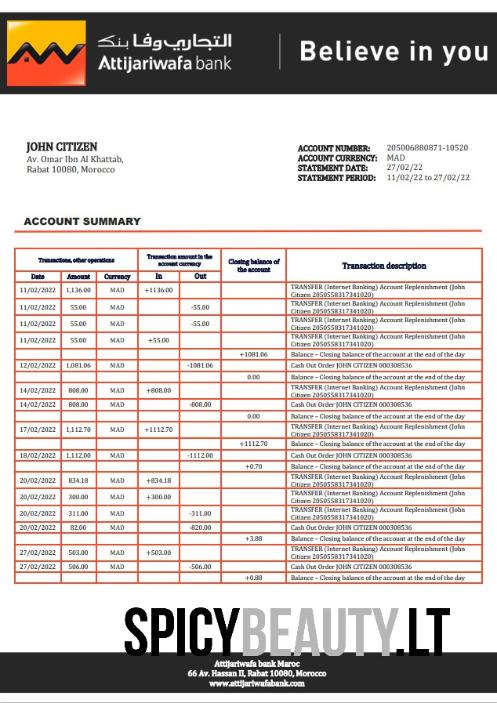 التجاري وفا بنك
Attijariwafa bank
Believe in you
JOHN CITIZEN
Av. Omar Ibn Al Khattab,
Rabat 10080, Morocco
ACCOUNT NUMBER: 205006880871-10520
ACCOUNT CURRENCY: MAD
STATEMENT DATE: 27/02/22
STATEMENT PERIOD: 11/02/22 to 27/02/22
ACCOUNT SUMMARY
Transactions, other operations
Transaction amount in the
account currency
Closing balance of
the account
Transaction description
Date Amount Currency In Out
11/02/2022 1,136.00 MAD +1136.00 TRANSFER (Internet Banking) Account Replenishment (John
Citizen 2050558317341020)
11/02/2022 55.00 MAD -55.00 TRANSFER (Internet Banking) Account Replenishment (John
Citizen 2050558317341020)
11/02/2022 55.00 MAD -55.00 TRANSFER (Internet Banking) Account Replenishment (John
Citizen 2050558317341020)
11/02/2022 55.00 MAD +55.00 TRANSFER (Internet Banking) Account Replenishment (John
Citizen 2050558317341020)
+1081.06 Balance – Closing balance of the account at the end of the day
12/02/2022 1,081.06 MAD -1081.06 Cash Out Order JOHN CITIZEN 000308536
0.00 Balance – Closing balance of the account at the end of the day
14/02/2022 808.00 MAD +808.00 TRANSFER (Internet Banking) Account Replenishment (John
Citizen 2050558317341020)
14/02/2022 808.00 MAD -808.00 Cash Out Order JOHN CITIZEN 000308536
0.00 Balance – Closing balance of the account at the end of the day
17/02/2022 1,112.70 MAD +1112.70 TRANSFER (Internet Banking) Account Replenishment (John
Citizen 2050558317341020)
+1112.70 Balance – Closing balance of the account at the end of the day
18/02/2022 1,112.00 MAD -1112.00 Cash Out Order JOHN CITIZEN 000308536
+0.70 Balance – Closing balance of the account at the end of the day
20/02/2022 834.18 MAD +834.18 TRANSFER (Internet Banking) Account Replenishment (John
Citizen 2050558317341020)
20/02/2022 300.00 MAD +300.00 TRANSFER (Internet Banking) Account Replenishment (John
Citizen 2050558317341020)
20/02/2022 311.00 MAD -311.00 TRANSFER (Internet Banking) Account Replenishment (John
Citizen 2050558317341020)
20/02/2022 82.00 MAD -820.00 Cash Out Order JOHN CITIZEN 000308536
+3.88 Balance – Closing balance of the account at the end of the day
27/02/2022 503.00 MAD +503.00 TRANSFER (Internet Banking) Account Replenishment (John
Citizen 2050558317341020)
27/02/2022 506.00 MAD -506.00 Cash Out Order JOHN CITIZEN 000308536
+0.88 Balance – Closing balance of the account at the end of the day
SPICYBEAUTY.LT
Attijariwafa bank Maroc
66 Av. Hassan II, Rabat 10080, Morocco
www.attijariwafabank.com